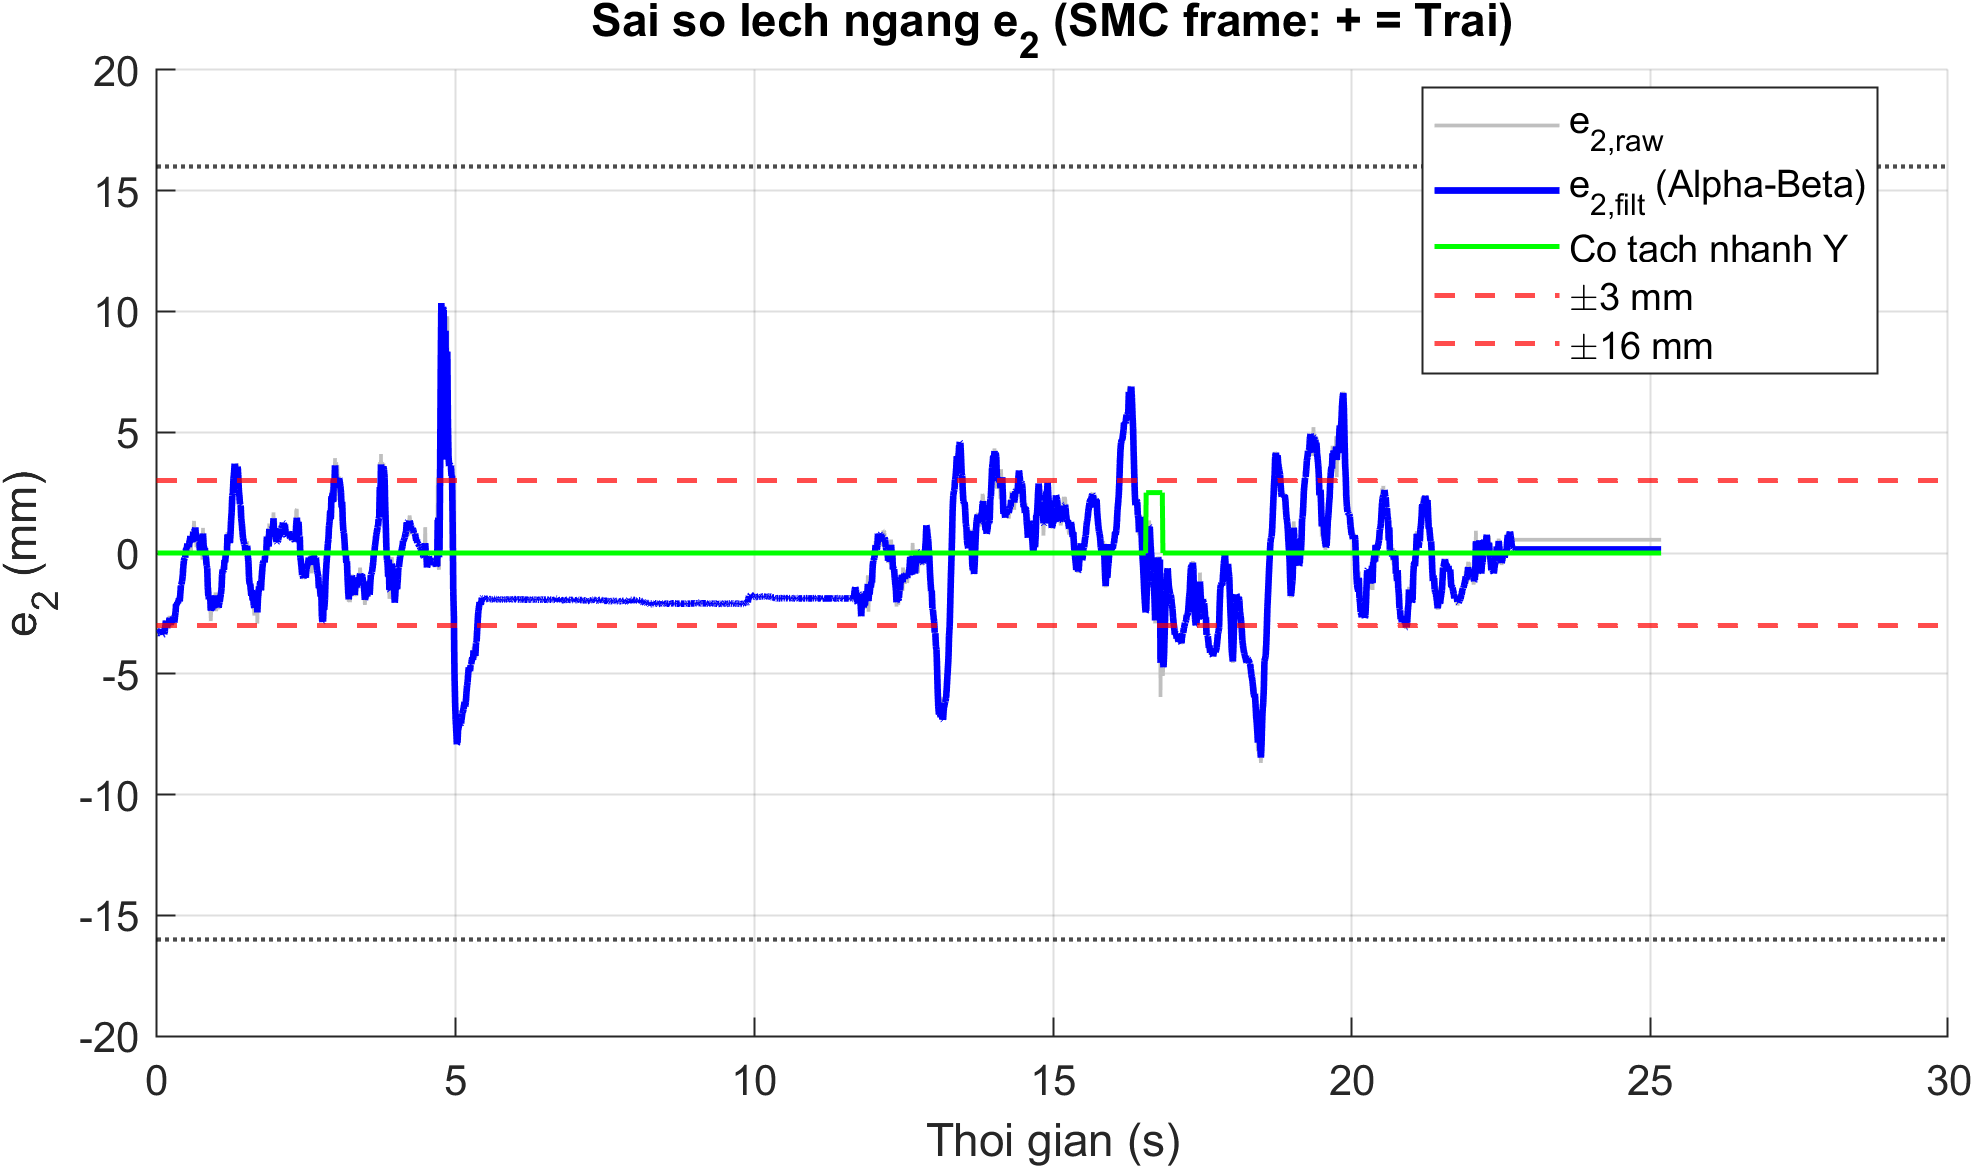 Sai so lech ngang e2 (SMC frame: + = Trai)
20
15
10
5
0
-5
-10
-15
-20
e2 (mm)
e2,raw
e2,filt (Alpha-Beta)
Co tach nhanh Y
±3 mm
±16 mm
0 5 10 15 20 25 30
Thoi gian (s)